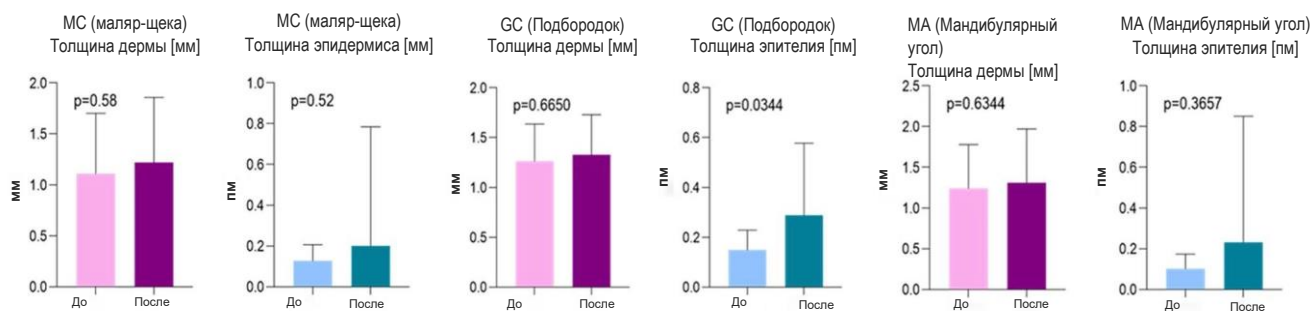 МС (маляр-щека)
Толщина дермы [мм]
p=0.58
мм
2.0
1.5
1.0
0.5
0.0
До
После
МС (маляр-щека)
Толщина эпидермиса [мм]
p=0.52
пм
1.0
0.8
0.6
0.4
0.2
0.0
До
После
GC (Подбородок)
Толщина дермы [мм]
p=0.6650
мм
2.0
1.5
1.0
0.5
0.0
До
После
GC (Подбородок)
Толщина эпителия [пм]
p=0.0344
пм
0.8
0.6
0.4
0.2
0.0
До
После
МА (Мандибулярный
угол)
Толщина дермы [мм]
p=0.6344
мм
2.5
2.0
1.5
1.0
0.5
0.0
До
После
МА (Мандибулярный угол)
Толщина эпителия [пм]
p=0.3657
пм
1.0
0.8
0.6
0.4
0.2
0.0
До
После